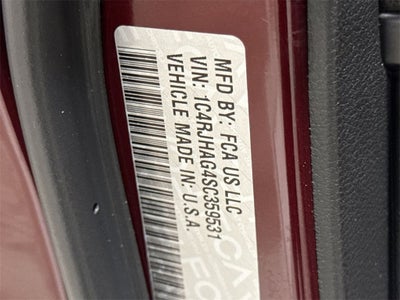 MFD BY: FCA US LLC
VIN: 1C4RJHAG4SC359531
VEHICLE MADE IN: U.S.A.